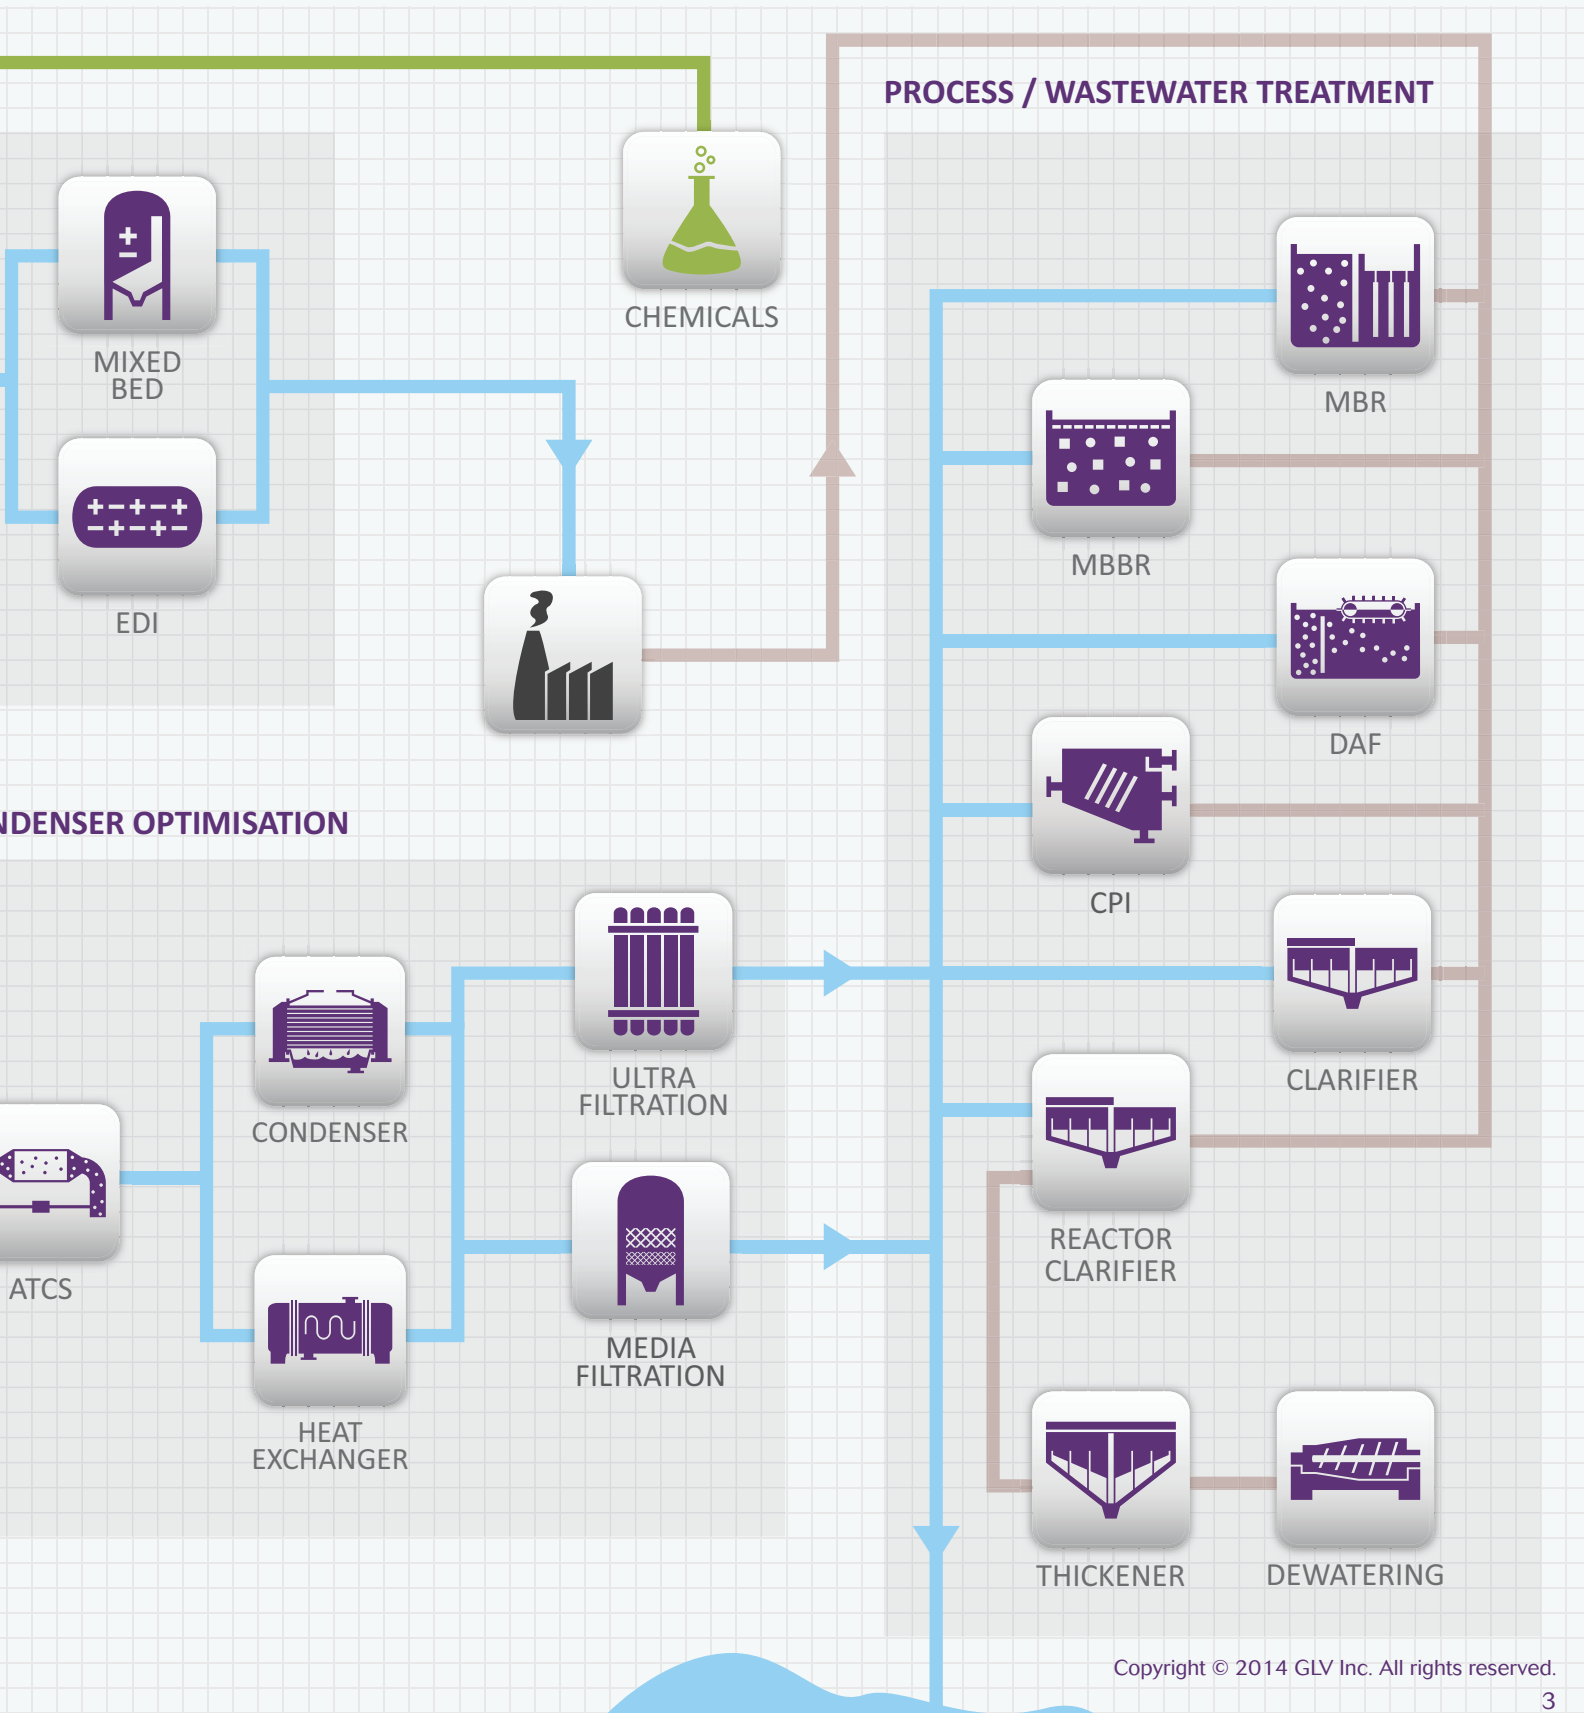 PROCESS / WASTEWATER TREATMENT
CHEMICALS
MIXED
BED
EDI
MBR
MBBR
DAF
CPI
NDENSER OPTIMISATION
ULTRA
FILTRATION
CLARIFIER
CONDENSER
REACTOR
CLARIFIER
ATCS
MEDIA
FILTRATION
HEAT
EXCHANGER
THICKENER
DEWATERING
Copyright © 2014 GLV Inc. All rights reserved.
3